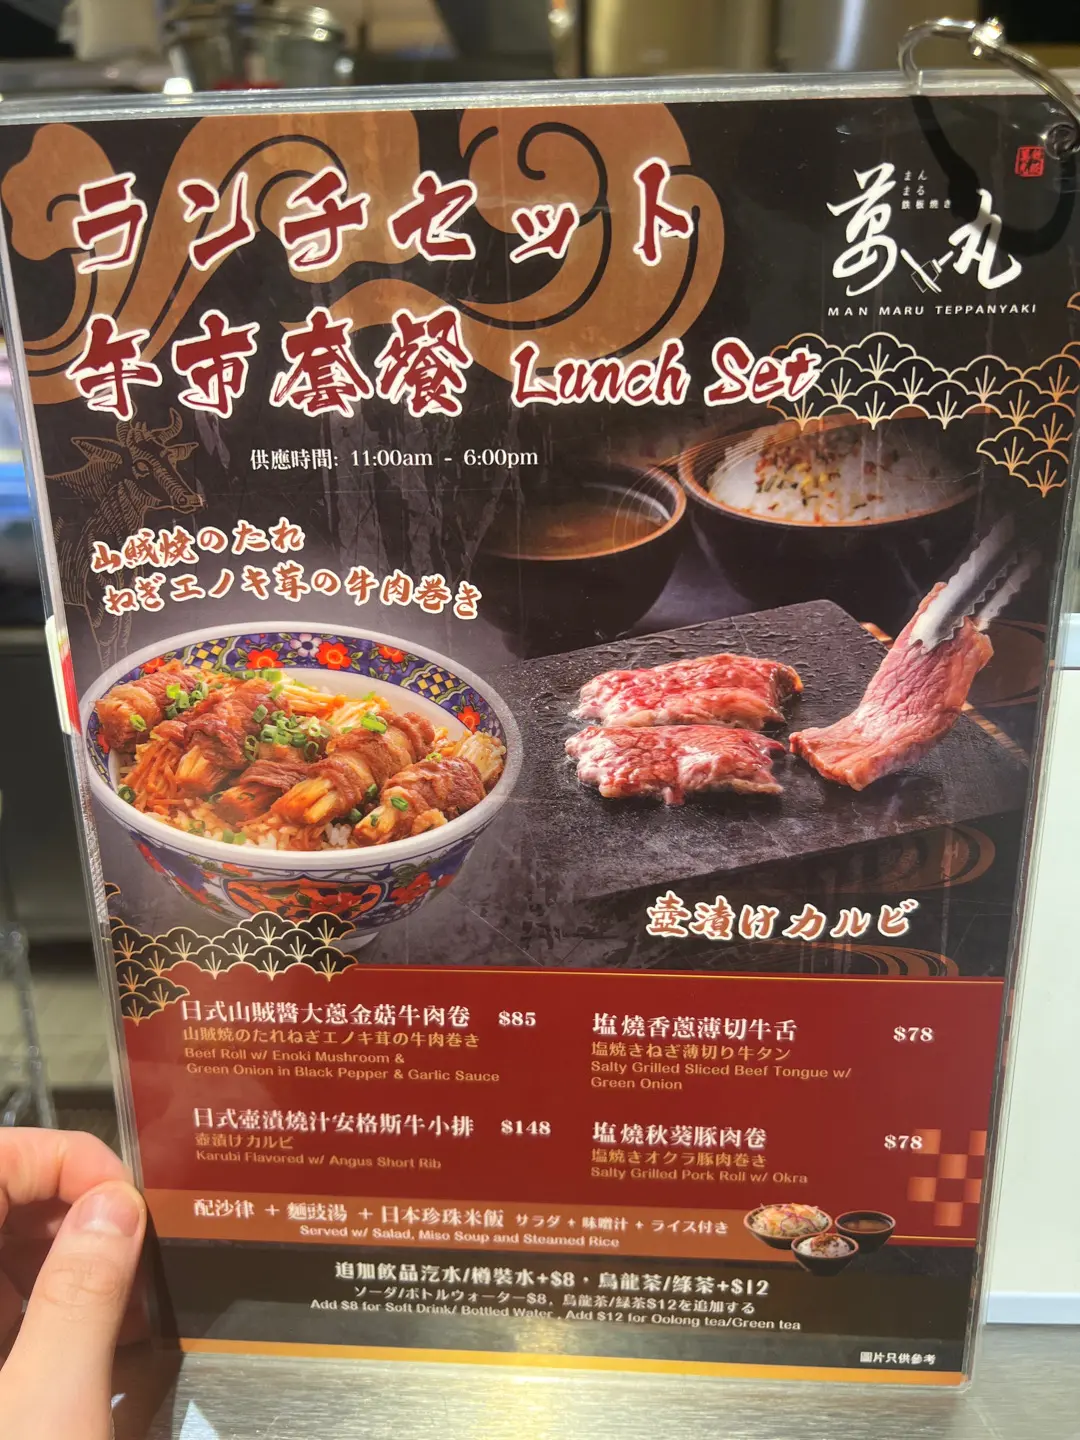 ランチセット
まん
まる
鉄板焼き
萬丸
MAN MARU TEPPANYAKI
午市套餐 Lunch Set
供應時間: 11:00am - 6:00pm
山賊焼のたれ
ねぎエノキ茸の牛肉巻き
壺漬けカルビ
日式山賊醬大蔥金菇牛肉卷 $85
山賊焼のたれねぎエノキ茸の牛肉巻き
Beef Roll w/ Enoki Mushroom &
Green Onion in Black Pepper & Garlic Sauce
塩燒香蔥薄切牛舌 $78
塩焼きねぎ薄切り牛タン
Salty Grilled Sliced Beef Tongue w/
Green Onion
日式壺漬燒汁安格斯牛小排 $148
壺漬けカルビ
Karubi Flavored w/ Angus Short Rib
塩燒秋葵豚肉卷 $78
塩焼きオクラ豚肉巻き
Salty Grilled Pork Roll w/ Okra
配沙律 + 麵豉湯 + 日本珍珠米飯 サラダ + 味噌汁 + ライス付き
Served w/ Salad, Miso Soup and Steamed Rice
追加飲品汽水/樽裝水+$8・烏龍茶/綠茶+$12
ソーダ/ボトルウォーター$8、烏龍茶/緑茶$12を追加する
Add $8 for Soft Drink/ Bottled Water , Add $12 for Oolong tea/Green tea
圖片只供參考